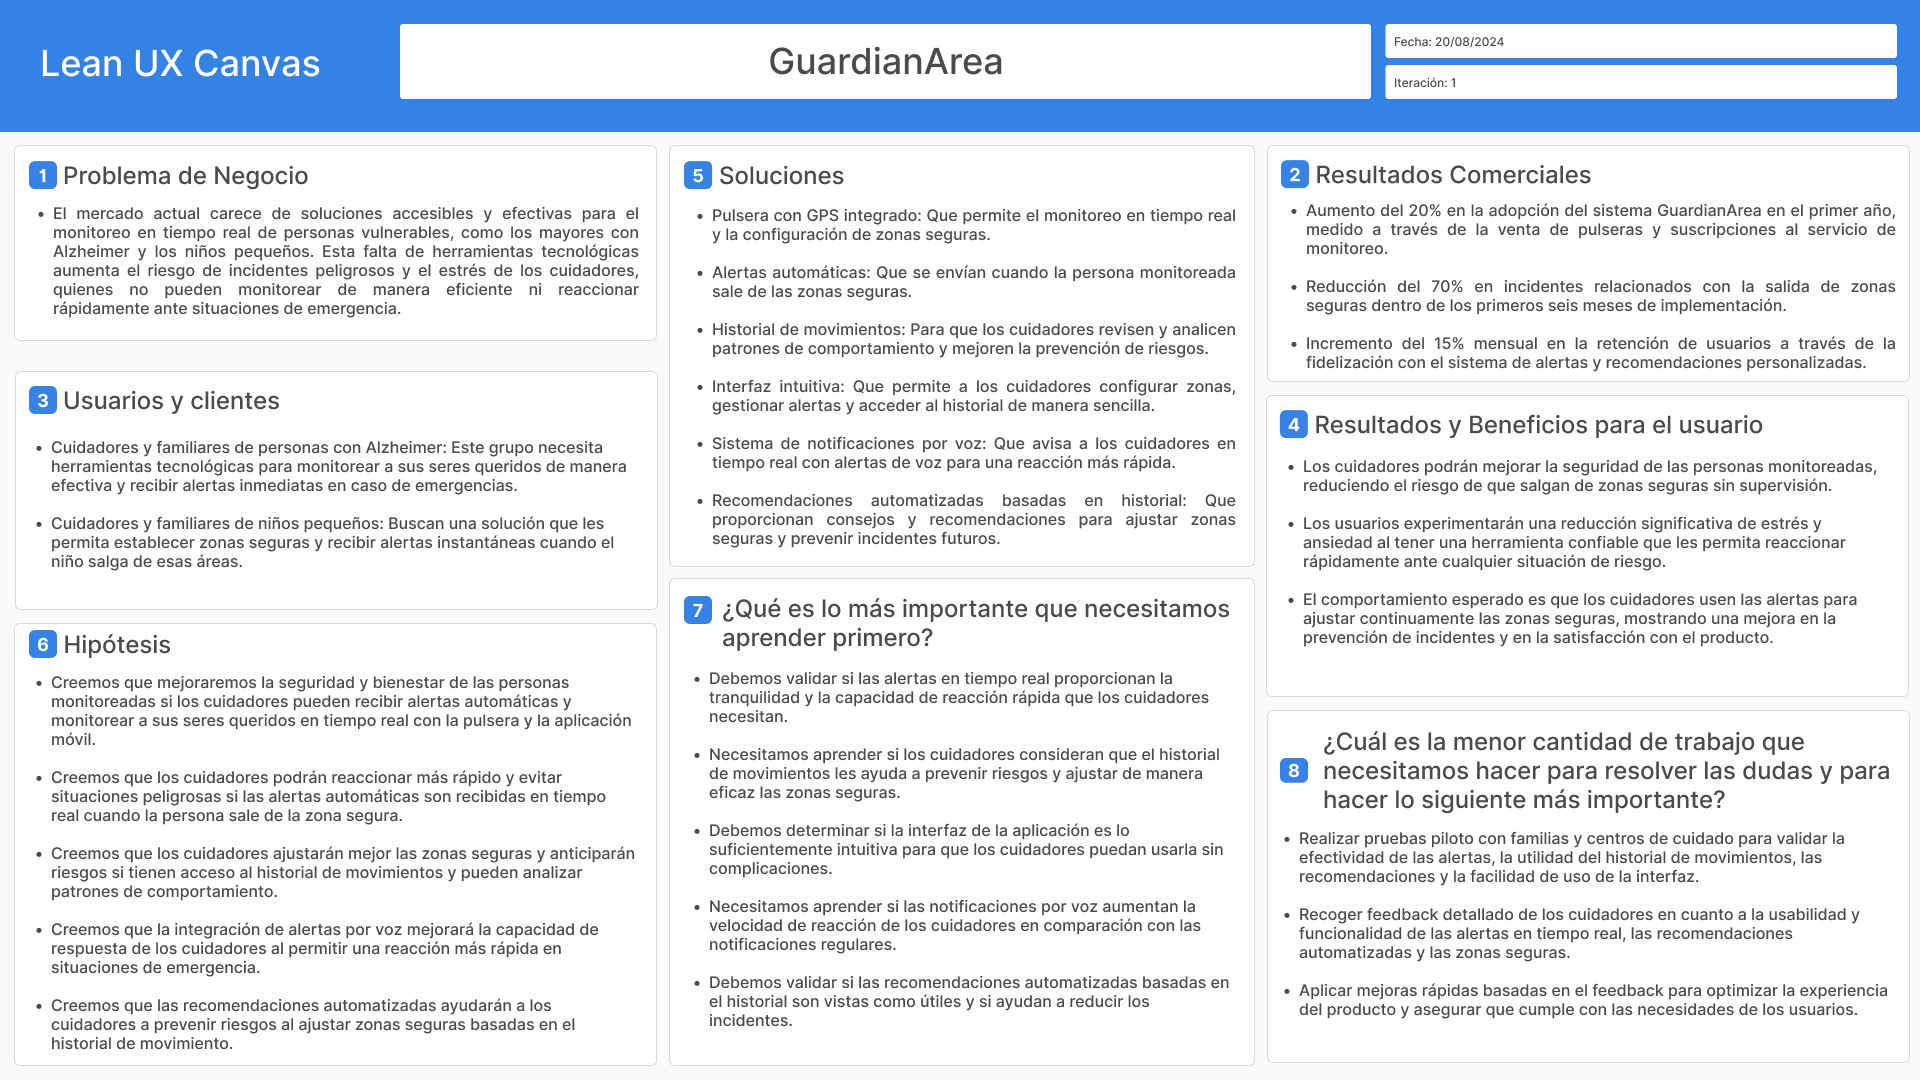 Lean UX Canvas
GuardianArea
Fecha: 20/08/2024
Iteración: 1
1 Problema de Negocio
• El mercado actual carece de soluciones accesibles y efectivas para el
monitoreo en tiempo real de personas vulnerables, como los mayores con
Alzheimer y los niños pequeños. Esta falta de herramientas tecnológicas
aumenta el riesgo de incidentes peligrosos y el estrés de los cuidadores,
quienes no pueden monitorear de manera eficiente ni reaccionar
rápidamente ante situaciones de emergencia.
5 Soluciones
• Pulsera con GPS integrado: Que permite el monitoreo en tiempo real
y la configuración de zonas seguras.
• Alertas automáticas: Que se envían cuando la persona monitoreada
sale de las zonas seguras.
• Historial de movimientos: Para que los cuidadores revisen y analicen
patrones de comportamiento y mejoren la prevención de riesgos.
• Interfaz intuitiva: Que permite a los cuidadores configurar zonas,
gestionar alertas y acceder al historial de manera sencilla.
• Sistema de notificaciones por voz: Que avisa a los cuidadores en
tiempo real con alertas de voz para una reacción más rápida.
• Recomendaciones automatizadas basadas en historial: Que
proporcionan consejos y recomendaciones para ajustar zonas
seguras y prevenir incidentes futuros.
2 Resultados Comerciales
• Aumento del 20% en la adopción del sistema GuardianArea en el primer año,
medido a través de la venta de pulseras y suscripciones al servicio de
monitoreo.
• Reducción del 70% en incidentes relacionados con la salida de zonas
seguras dentro de los primeros seis meses de implementación.
• Incremento del 15% mensual en la retención de usuarios a través de la
fidelización con el sistema de alertas y recomendaciones personalizadas.
3 Usuarios y clientes
• Cuidadores y familiares de personas con Alzheimer: Este grupo necesita
herramientas tecnológicas para monitorear a sus seres queridos de manera
efectiva y recibir alertas inmediatas en caso de emergencias.
• Cuidadores y familiares de niños pequeños: Buscan una solución que les
permita establecer zonas seguras y recibir alertas instantáneas cuando el
niño salga de esas áreas.
4 Resultados y Beneficios para el usuario
• Los cuidadores podrán mejorar la seguridad de las personas monitoreadas,
reduciendo el riesgo de que salgan de zonas seguras sin supervisión.
• Los usuarios experimentarán una reducción significativa de estrés y
ansiedad al tener una herramienta confiable que les permita reaccionar
rápidamente ante cualquier situación de riesgo.
• El comportamiento esperado es que los cuidadores usen las alertas para
ajustar continuamente las zonas seguras, mostrando una mejora en la
prevención de incidentes y en la satisfacción con el producto.
6 Hipótesis
• Creemos que mejoraremos la seguridad y bienestar de las personas
monitoreadas si los cuidadores pueden recibir alertas automáticas y
monitorear a sus seres queridos en tiempo real con la pulsera y la aplicación
móvil.
• Creemos que los cuidadores podrán reaccionar más rápido y evitar
situaciones peligrosas si las alertas automáticas son recibidas en tiempo
real cuando la persona sale de la zona segura.
• Creemos que los cuidadores ajustarán mejor las zonas seguras y anticiparán
riesgos si tienen acceso al historial de movimientos y pueden analizar
patrones de comportamiento.
• Creemos que la integración de alertas por voz mejorará la capacidad de
respuesta de los cuidadores al permitir una reacción más rápida en
situaciones de emergencia.
• Creemos que las recomendaciones automatizadas ayudarán a los
cuidadores a prevenir riesgos al ajustar zonas seguras basadas en el
historial de movimiento.
7 ¿Qué es lo más importante que necesitamos
aprender primero?
• Debemos validar si las alertas en tiempo real proporcionan la
tranquilidad y la capacidad de reacción rápida que los cuidadores
necesitan.
• Necesitamos aprender si los cuidadores consideran que el historial
de movimientos les ayuda a prevenir riesgos y ajustar de manera
eficaz las zonas seguras.
• Debemos determinar si la interfaz de la aplicación es lo
suficientemente intuitiva para que los cuidadores puedan usarla sin
complicaciones.
• Necesitamos aprender si las notificaciones por voz aumentan la
velocidad de reacción de los cuidadores en comparación con las
notificaciones regulares.
• Debemos validar si las recomendaciones automatizadas basadas en
el historial son vistas como útiles y si ayudan a reducir los
incidentes.
8 ¿Cuál es la menor cantidad de trabajo que
necesitamos hacer para resolver las dudas y para
hacer lo siguiente más importante?
• Realizar pruebas piloto con familias y centros de cuidado para validar la
efectividad de las alertas, la utilidad del historial de movimientos, las
recomendaciones y la facilidad de uso de la interfaz.
• Recoger feedback detallado de los cuidadores en cuanto a la usabilidad y
funcionalidad de las alertas en tiempo real, las recomendaciones
automatizadas y las zonas seguras.
• Aplicar mejoras rápidas basadas en el feedback para optimizar la experiencia
del producto y asegurar que cumple con las necesidades de los usuarios.